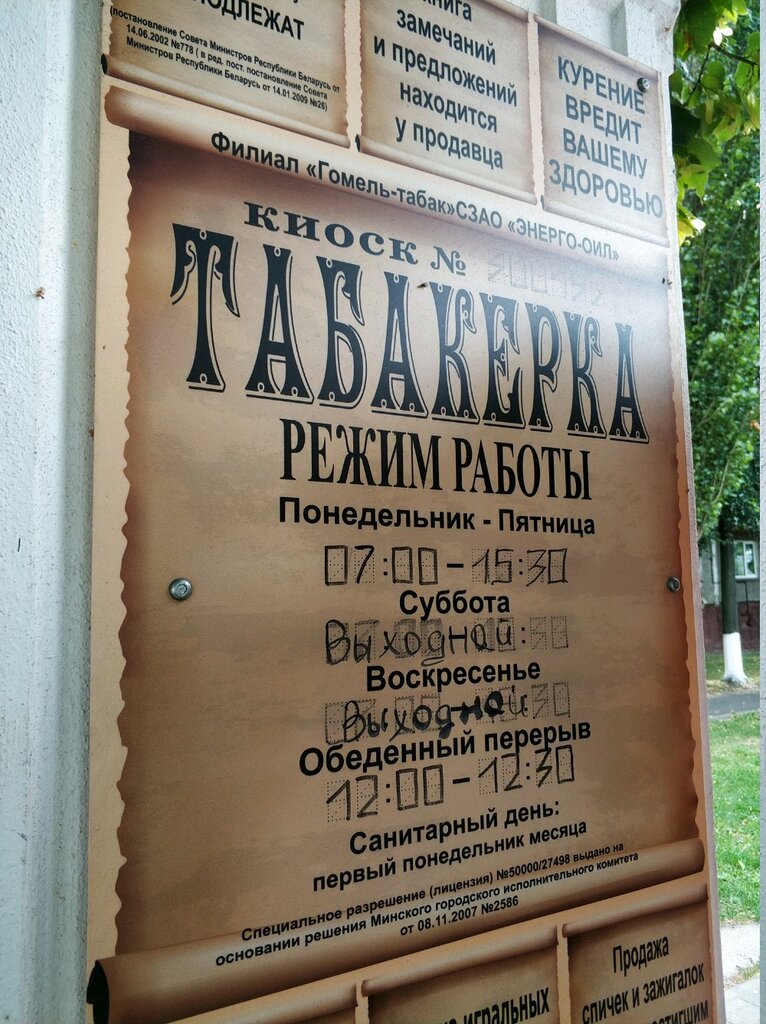 ПОДЛЕЖАТ
(постановление Совета Министров Республики Беларусь от
14.06.2002 №778 ( в ред. пост. постановление Совета
Министров Республики Беларусь от 14.01.2009 №26)
книга
замечаний
и предложений
находится
у продавца
КУРЕНИЕ
ВРЕДИТ
ВАШЕМУ
ЗДОРОВЬЮ
Филиал «Гомель-табак»СЗАО «ЭНЕРГО-ОИЛ»
КИОСК №
ТАБАКЕРКА
РЕЖИМ РАБОТЫ
Понедельник - Пятница
07:00 - 15:30
Суббота
Выходной
Воскресенье
Выходной
Обеденный перерыв
12:00 - 12:30
Санитарный день:
первый понедельник месяца
Специальное разрешение (лицензия) №50000/27498 выдано на
основании решения Минского городского исполнительного комитета
от 08.11.2007 №2586
игральных
Продажа
спичек и зажигалок